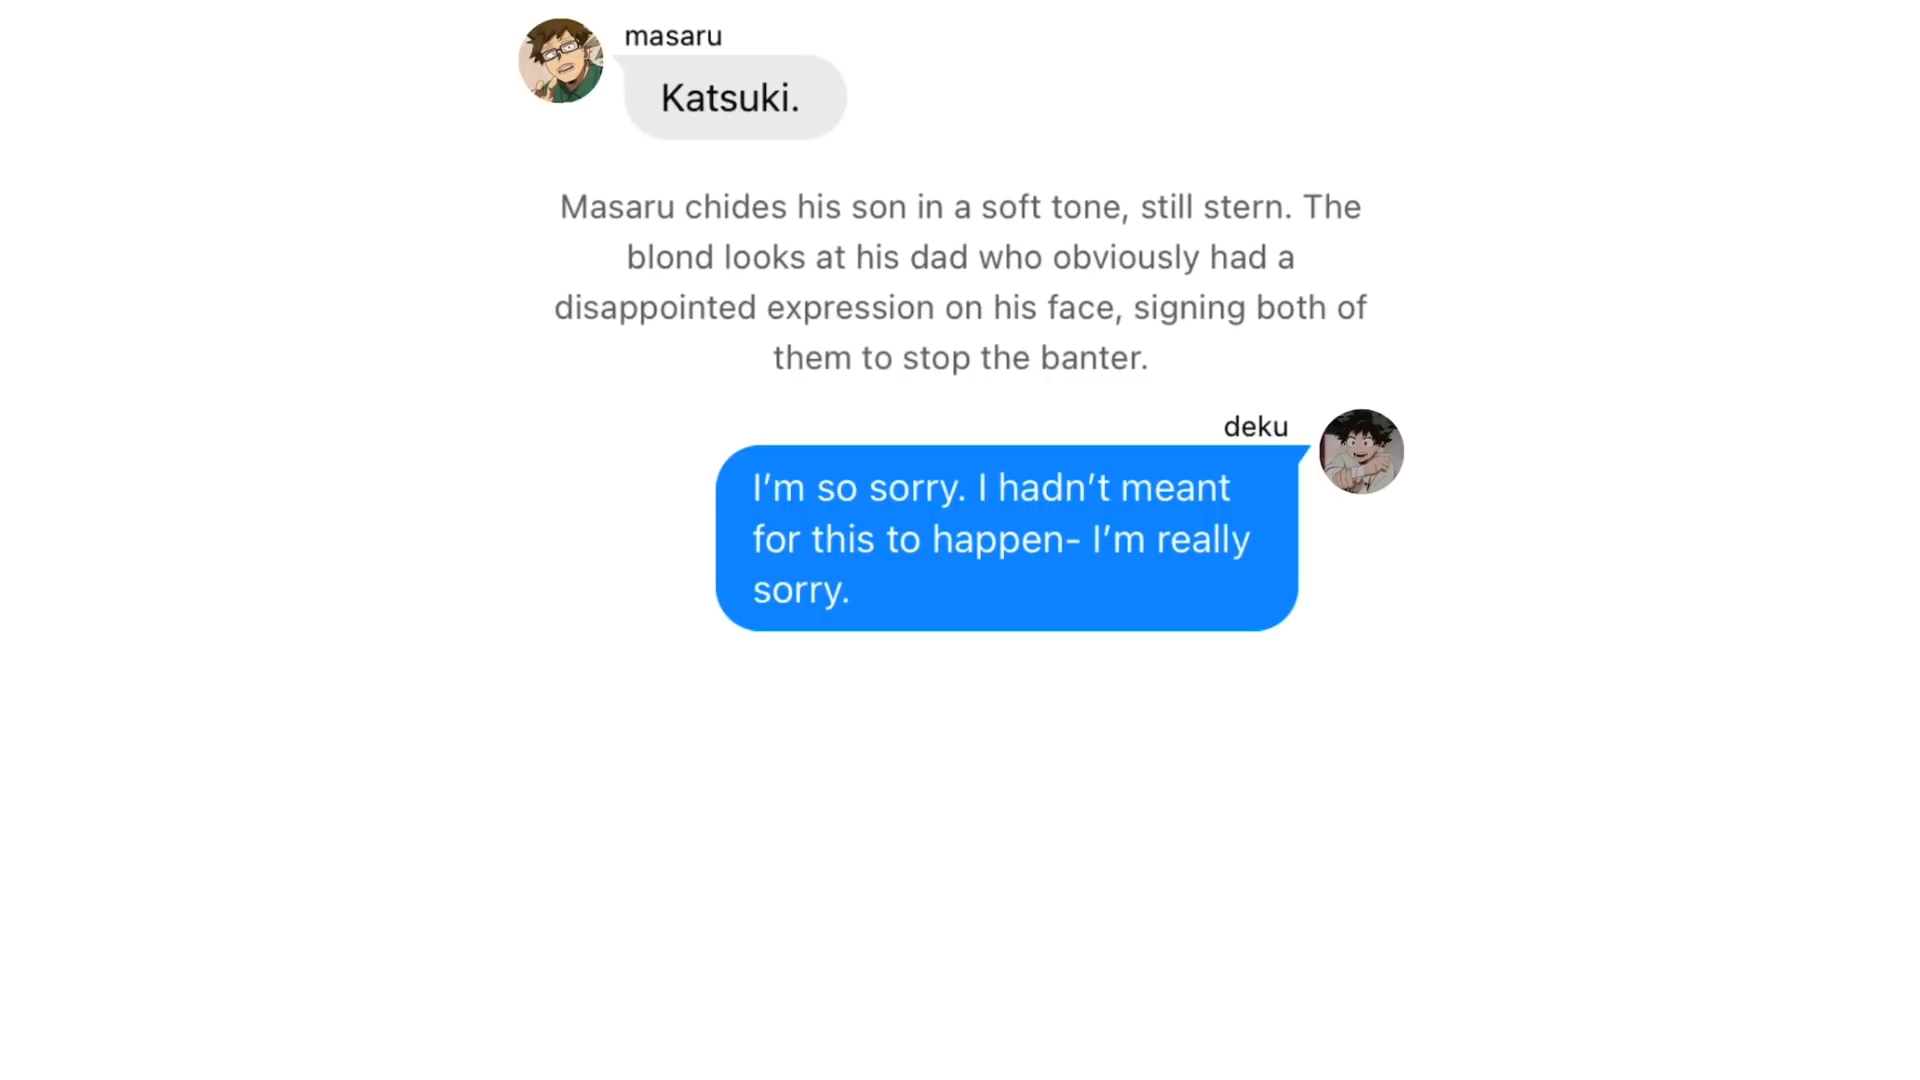 masaru
Katsuki.
Masaru chides his son in a soft tone, still stern. The
blond looks at his dad who obviously had a
disappointed expression on his face, signing both of
them to stop the banter.
deku
I’m so sorry. I hadn’t meant
for this to happen- I’m really
sorry.